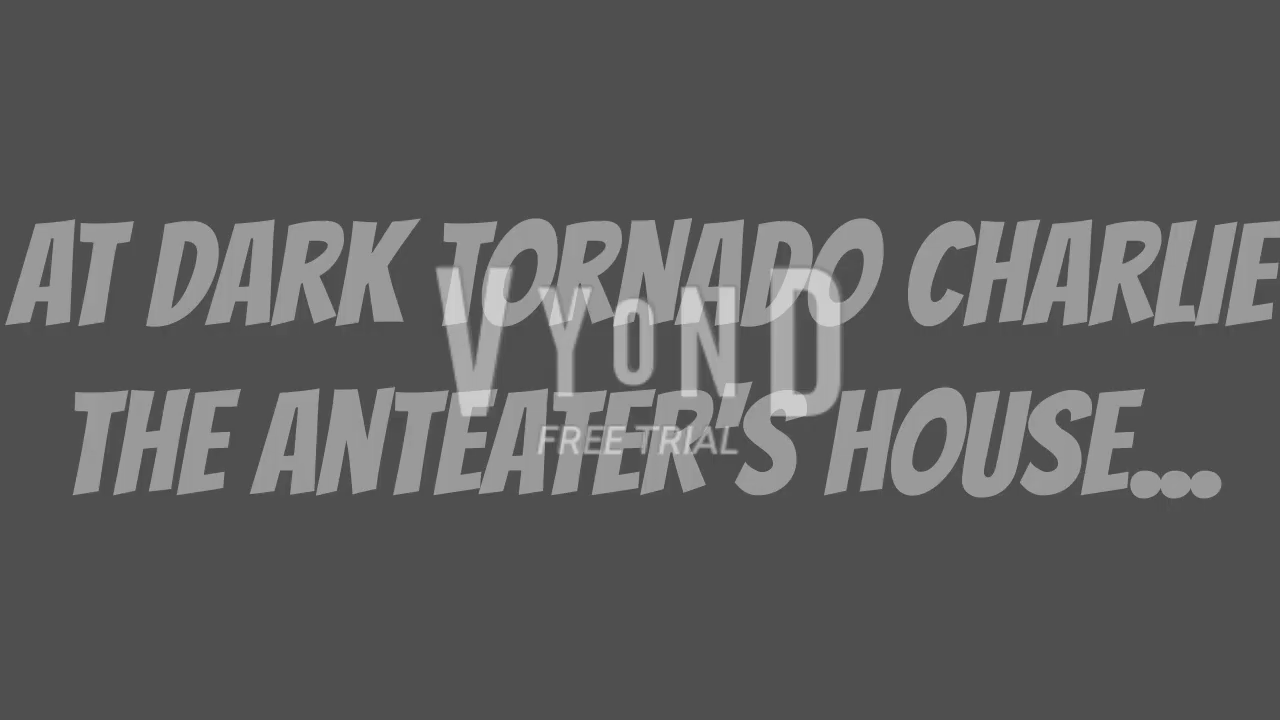 AT DARK TORNADO CHARLIE
THE ANTEATER'S HOUSE...
VYOND
FREE TRIAL